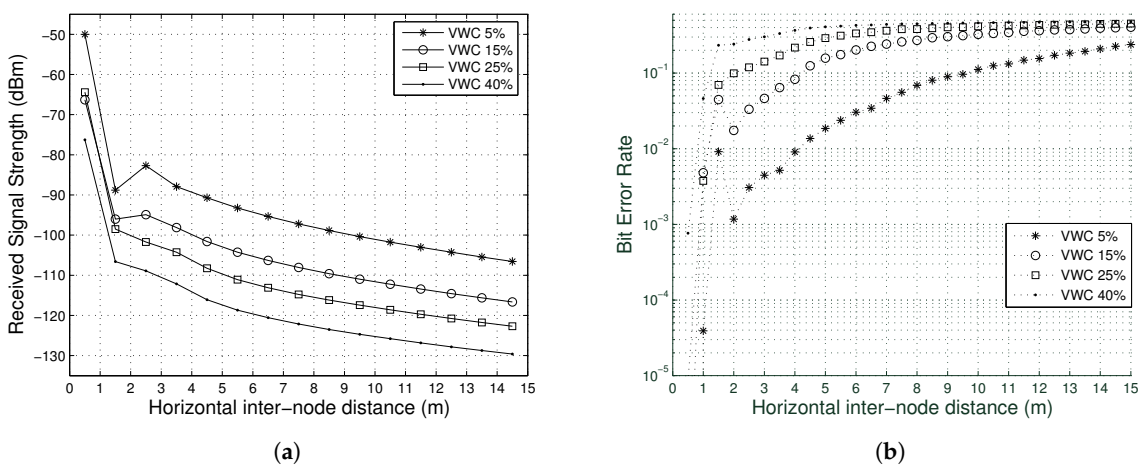 −50
−60
−70
−80
−90
−100
−110
−120
−130
0 1 2 3 4 5 6 7 8 9 10 11 12 13 14 15
Received Signal Strength (dBm)
Horizontal inter−node distance (m)
VWC 5%
VWC 15%
VWC 25%
VWC 40%
(a)
10−1
10−2
10−3
10−4
10−5
0 1 2 3 4 5 6 7 8 9 10 11 12 13 14 15
Bit Error Rate
Horizontal inter−node distance (m)
VWC 5%
VWC 15%
VWC 25%
VWC 40%
(b)